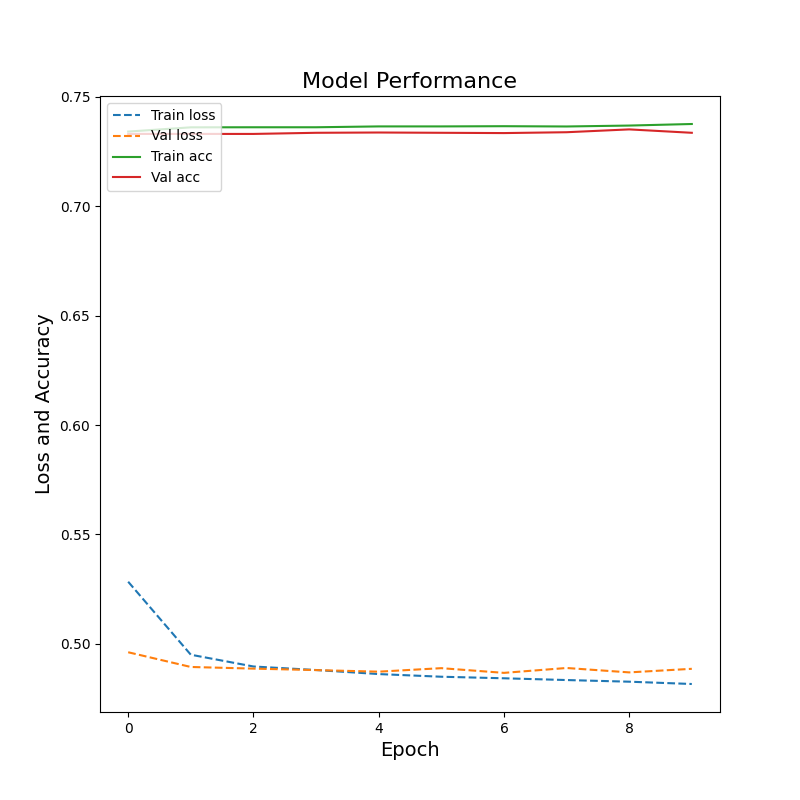 Model Performance
Train loss
Val loss
Train acc
Val acc
0.75
0.70
0.65
0.60
0.55
0.50
Loss and Accuracy
0 2 4 6 8
Epoch